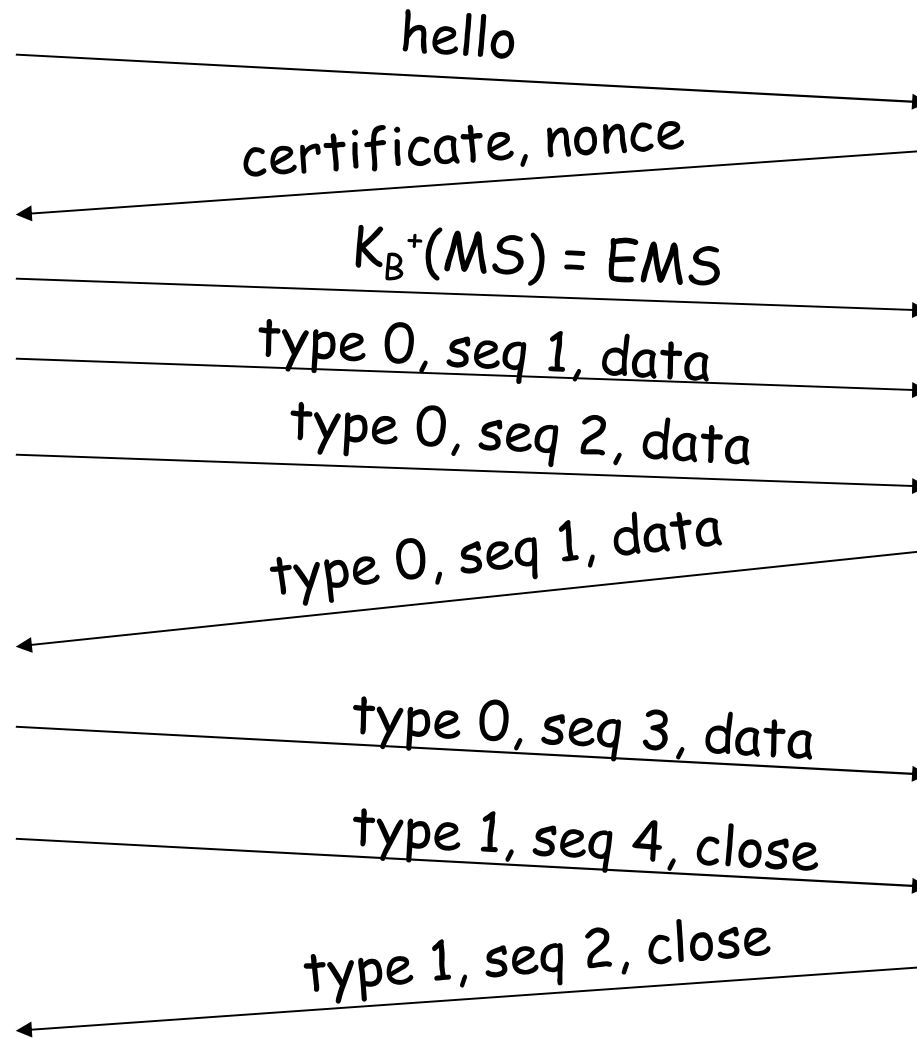 hello
certificate, nonce
K_B⁺(MS) = EMS
type 0, seq 1, data
type 0, seq 2, data
type 0, seq 1, data
type 0, seq 3, data
type 1, seq 4, close
type 1, seq 2, close